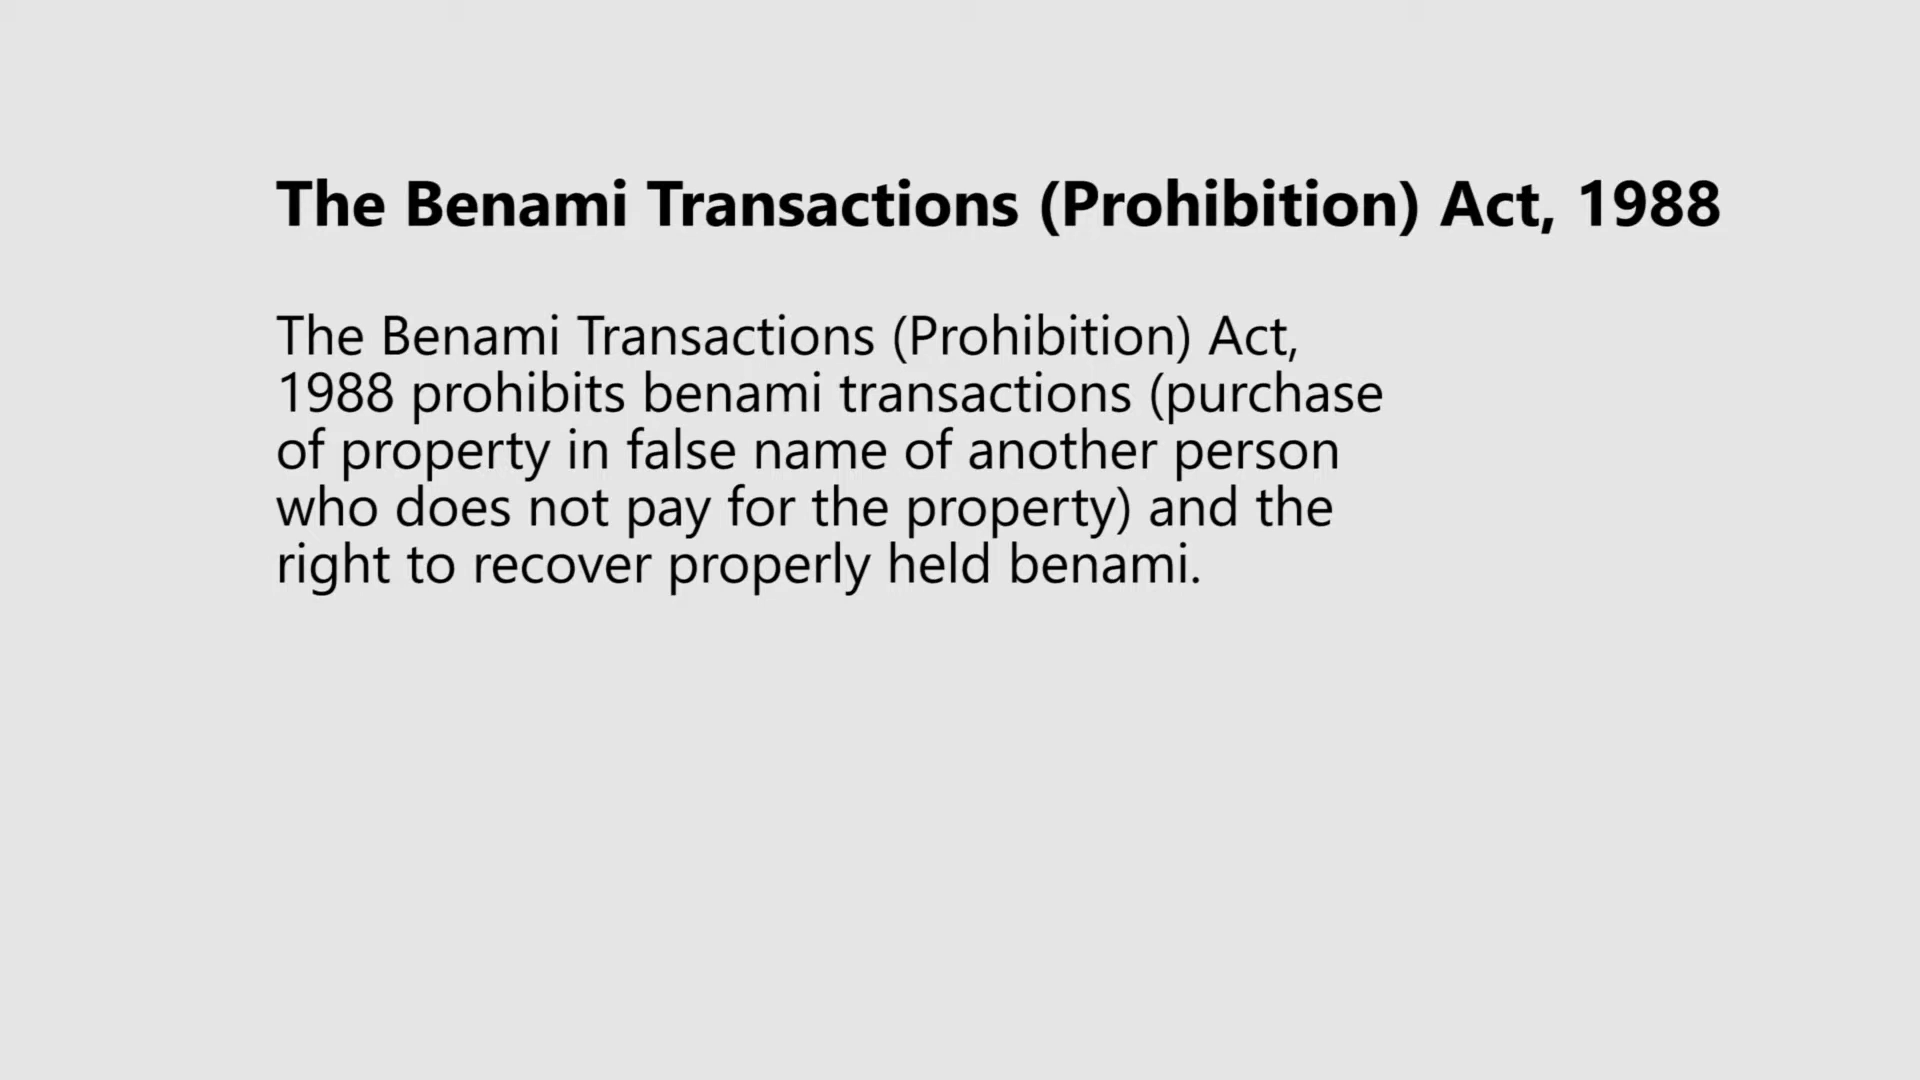 The Benami Transactions (Prohibition) Act, 1988
The Benami Transactions (Prohibition) Act,
1988 prohibits benami transactions (purchase
of property in false name of another person
who does not pay for the property) and the
right to recover properly held benami.